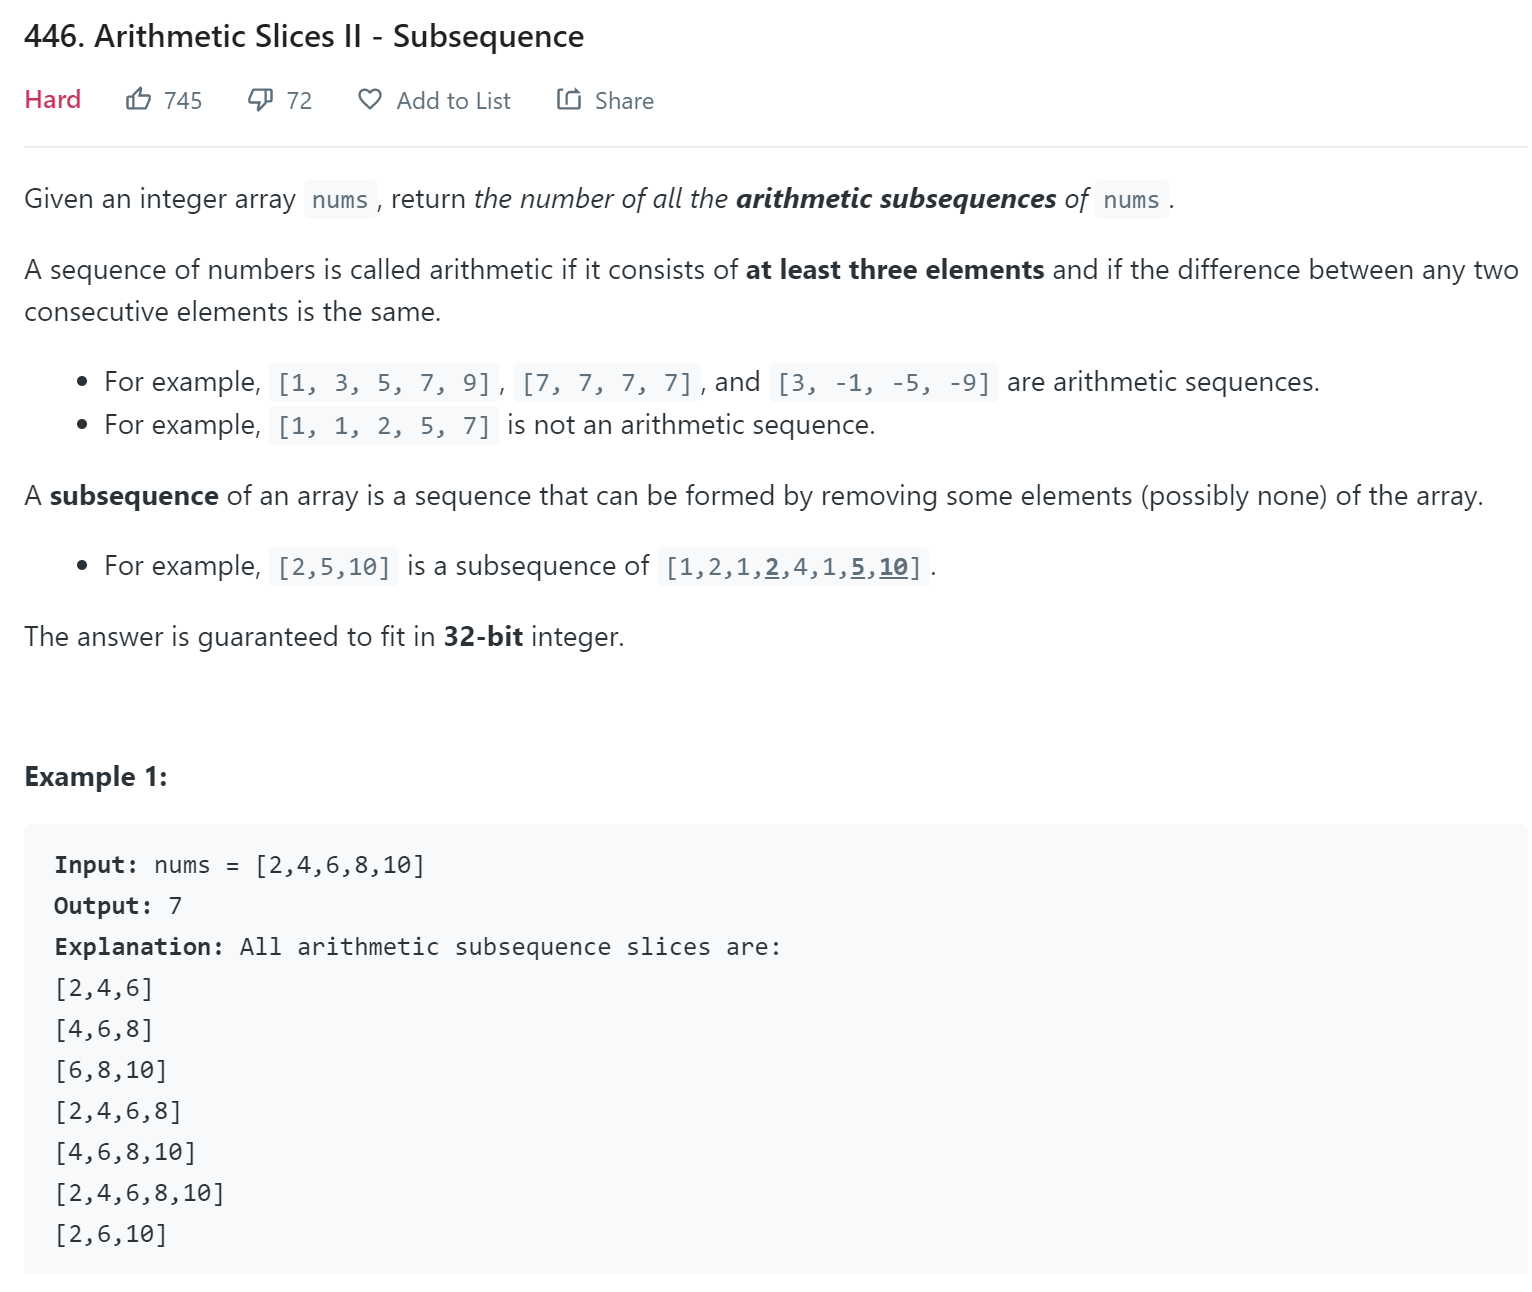 446. Arithmetic Slices II - Subsequence
Hard 745 72 Add to List Share
Given an integer array nums , return the number of all the arithmetic subsequences of nums .
A sequence of numbers is called arithmetic if it consists of at least three elements and if the difference between any two
consecutive elements is the same.
• For example, [1, 3, 5, 7, 9] , [7, 7, 7, 7] , and [3, -1, -5, -9] are arithmetic sequences.
• For example, [1, 1, 2, 5, 7] is not an arithmetic sequence.
A subsequence of an array is a sequence that can be formed by removing some elements (possibly none) of the array.
• For example, [2,5,10] is a subsequence of [1,2,1,2,4,1,5,10] .
The answer is guaranteed to fit in 32-bit integer.
Example 1:
Input: nums = [2,4,6,8,10]
Output: 7
Explanation: All arithmetic subsequence slices are:
[2,4,6]
[4,6,8]
[6,8,10]
[2,4,6,8]
[4,6,8,10]
[2,4,6,8,10]
[2,6,10]